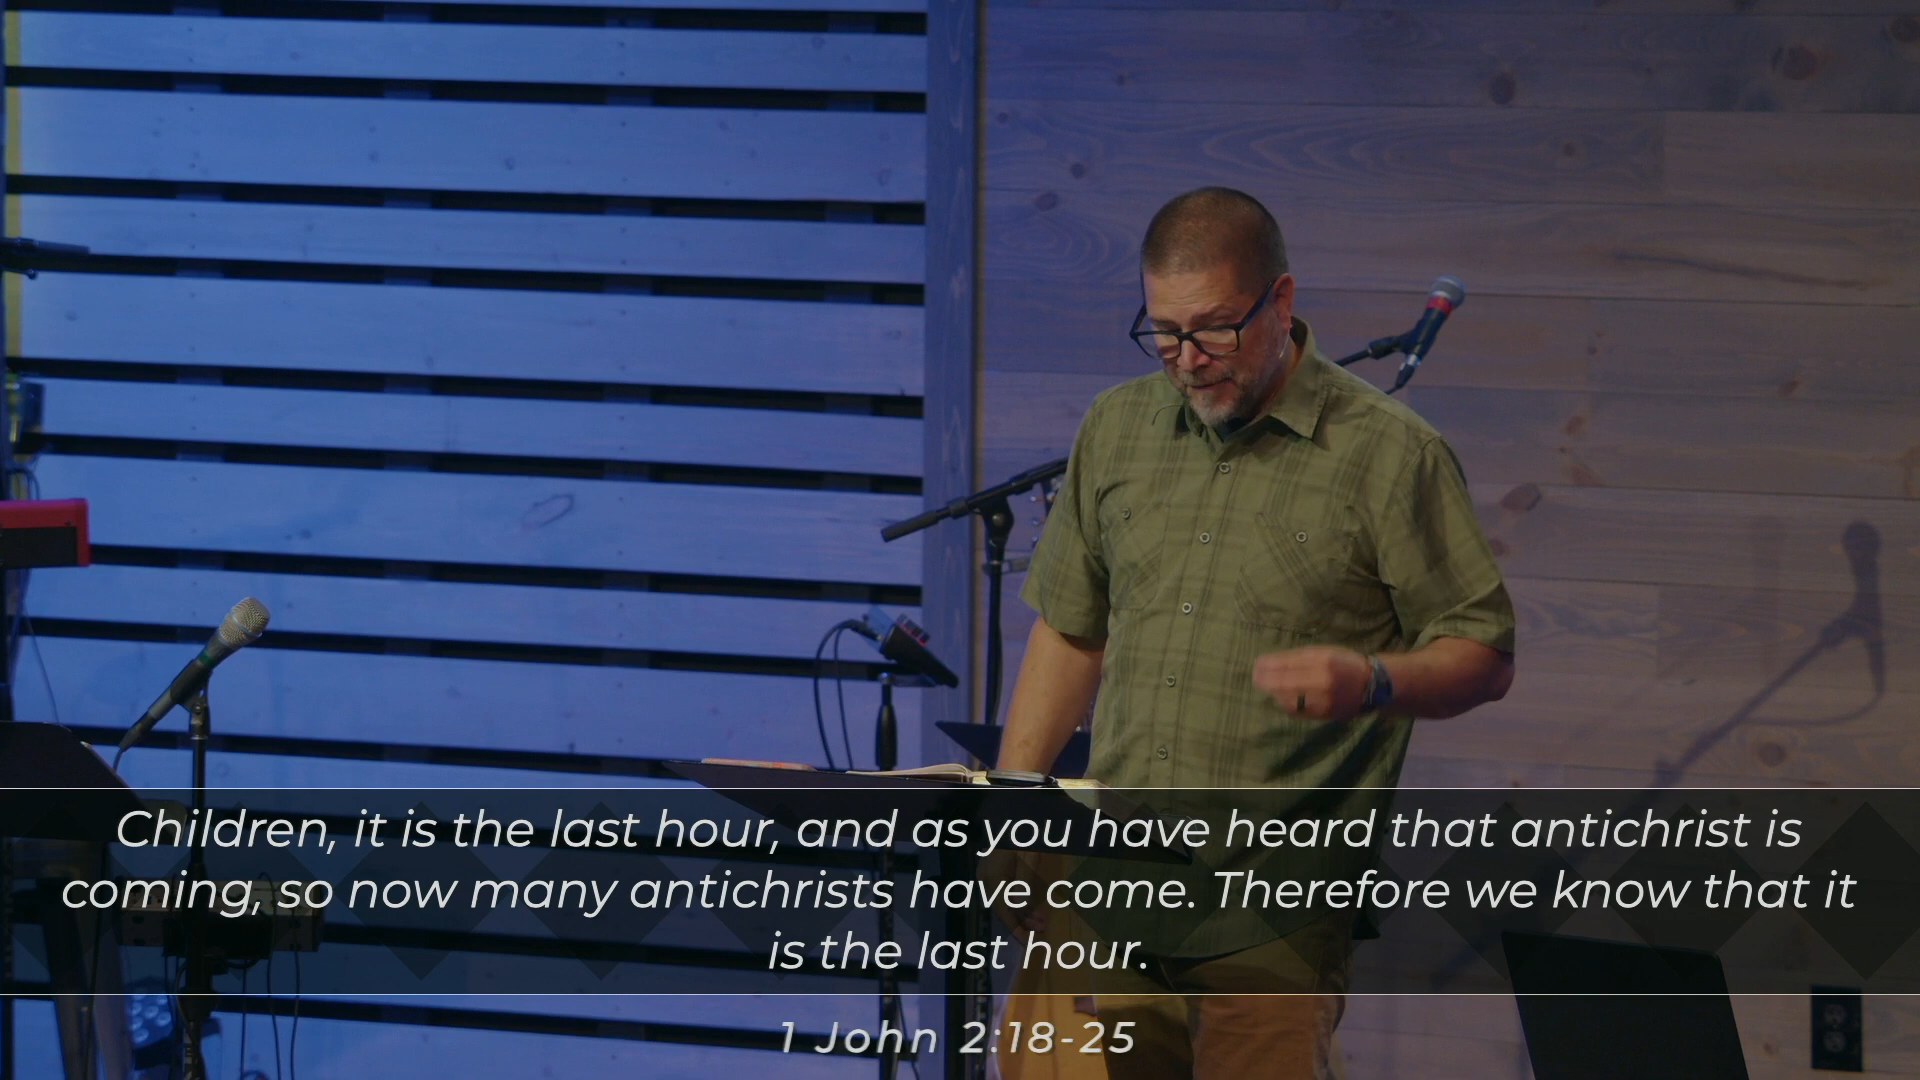 Children, it is the last hour, and as you have heard that antichrist is
coming, so now many antichrists have come. Therefore we know that it
is the last hour.
1 John 2:18-25